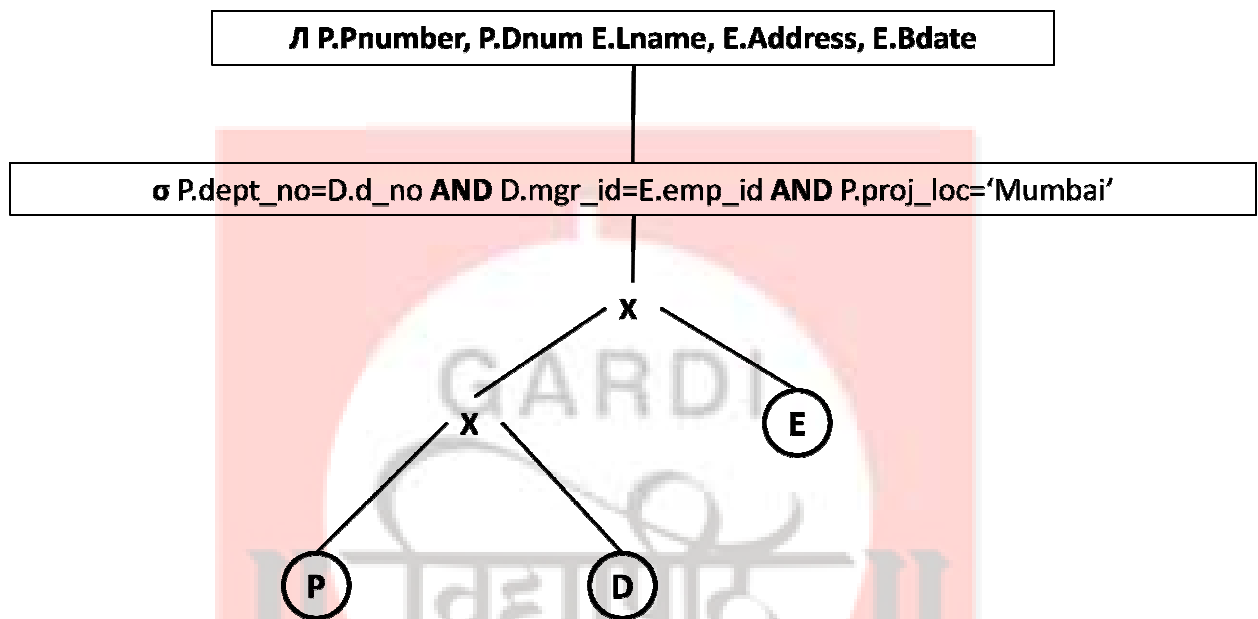 Л P.Pnumber, P.Dnum E.Lname, E.Address, E.Bdate
σ P.dept_no=D.d_no AND D.mgr_id=E.emp_id AND P.proj_loc=‘Mumbai’
X
GARDI
X
E
P
D